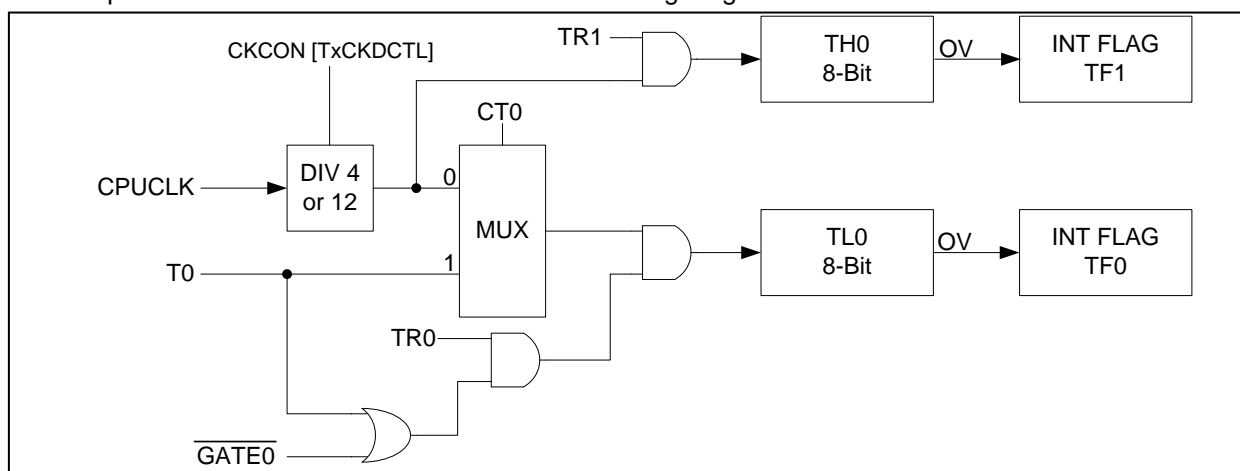 CKCON [TxCKDCTL]
TR1
TH0
8-Bit
OV
INT FLAG
TF1
CT0
CPUCLK
DIV 4
or 12
0
MUX
1
T0
TL0
8-Bit
OV
INT FLAG
TF0
TR0
GATE0